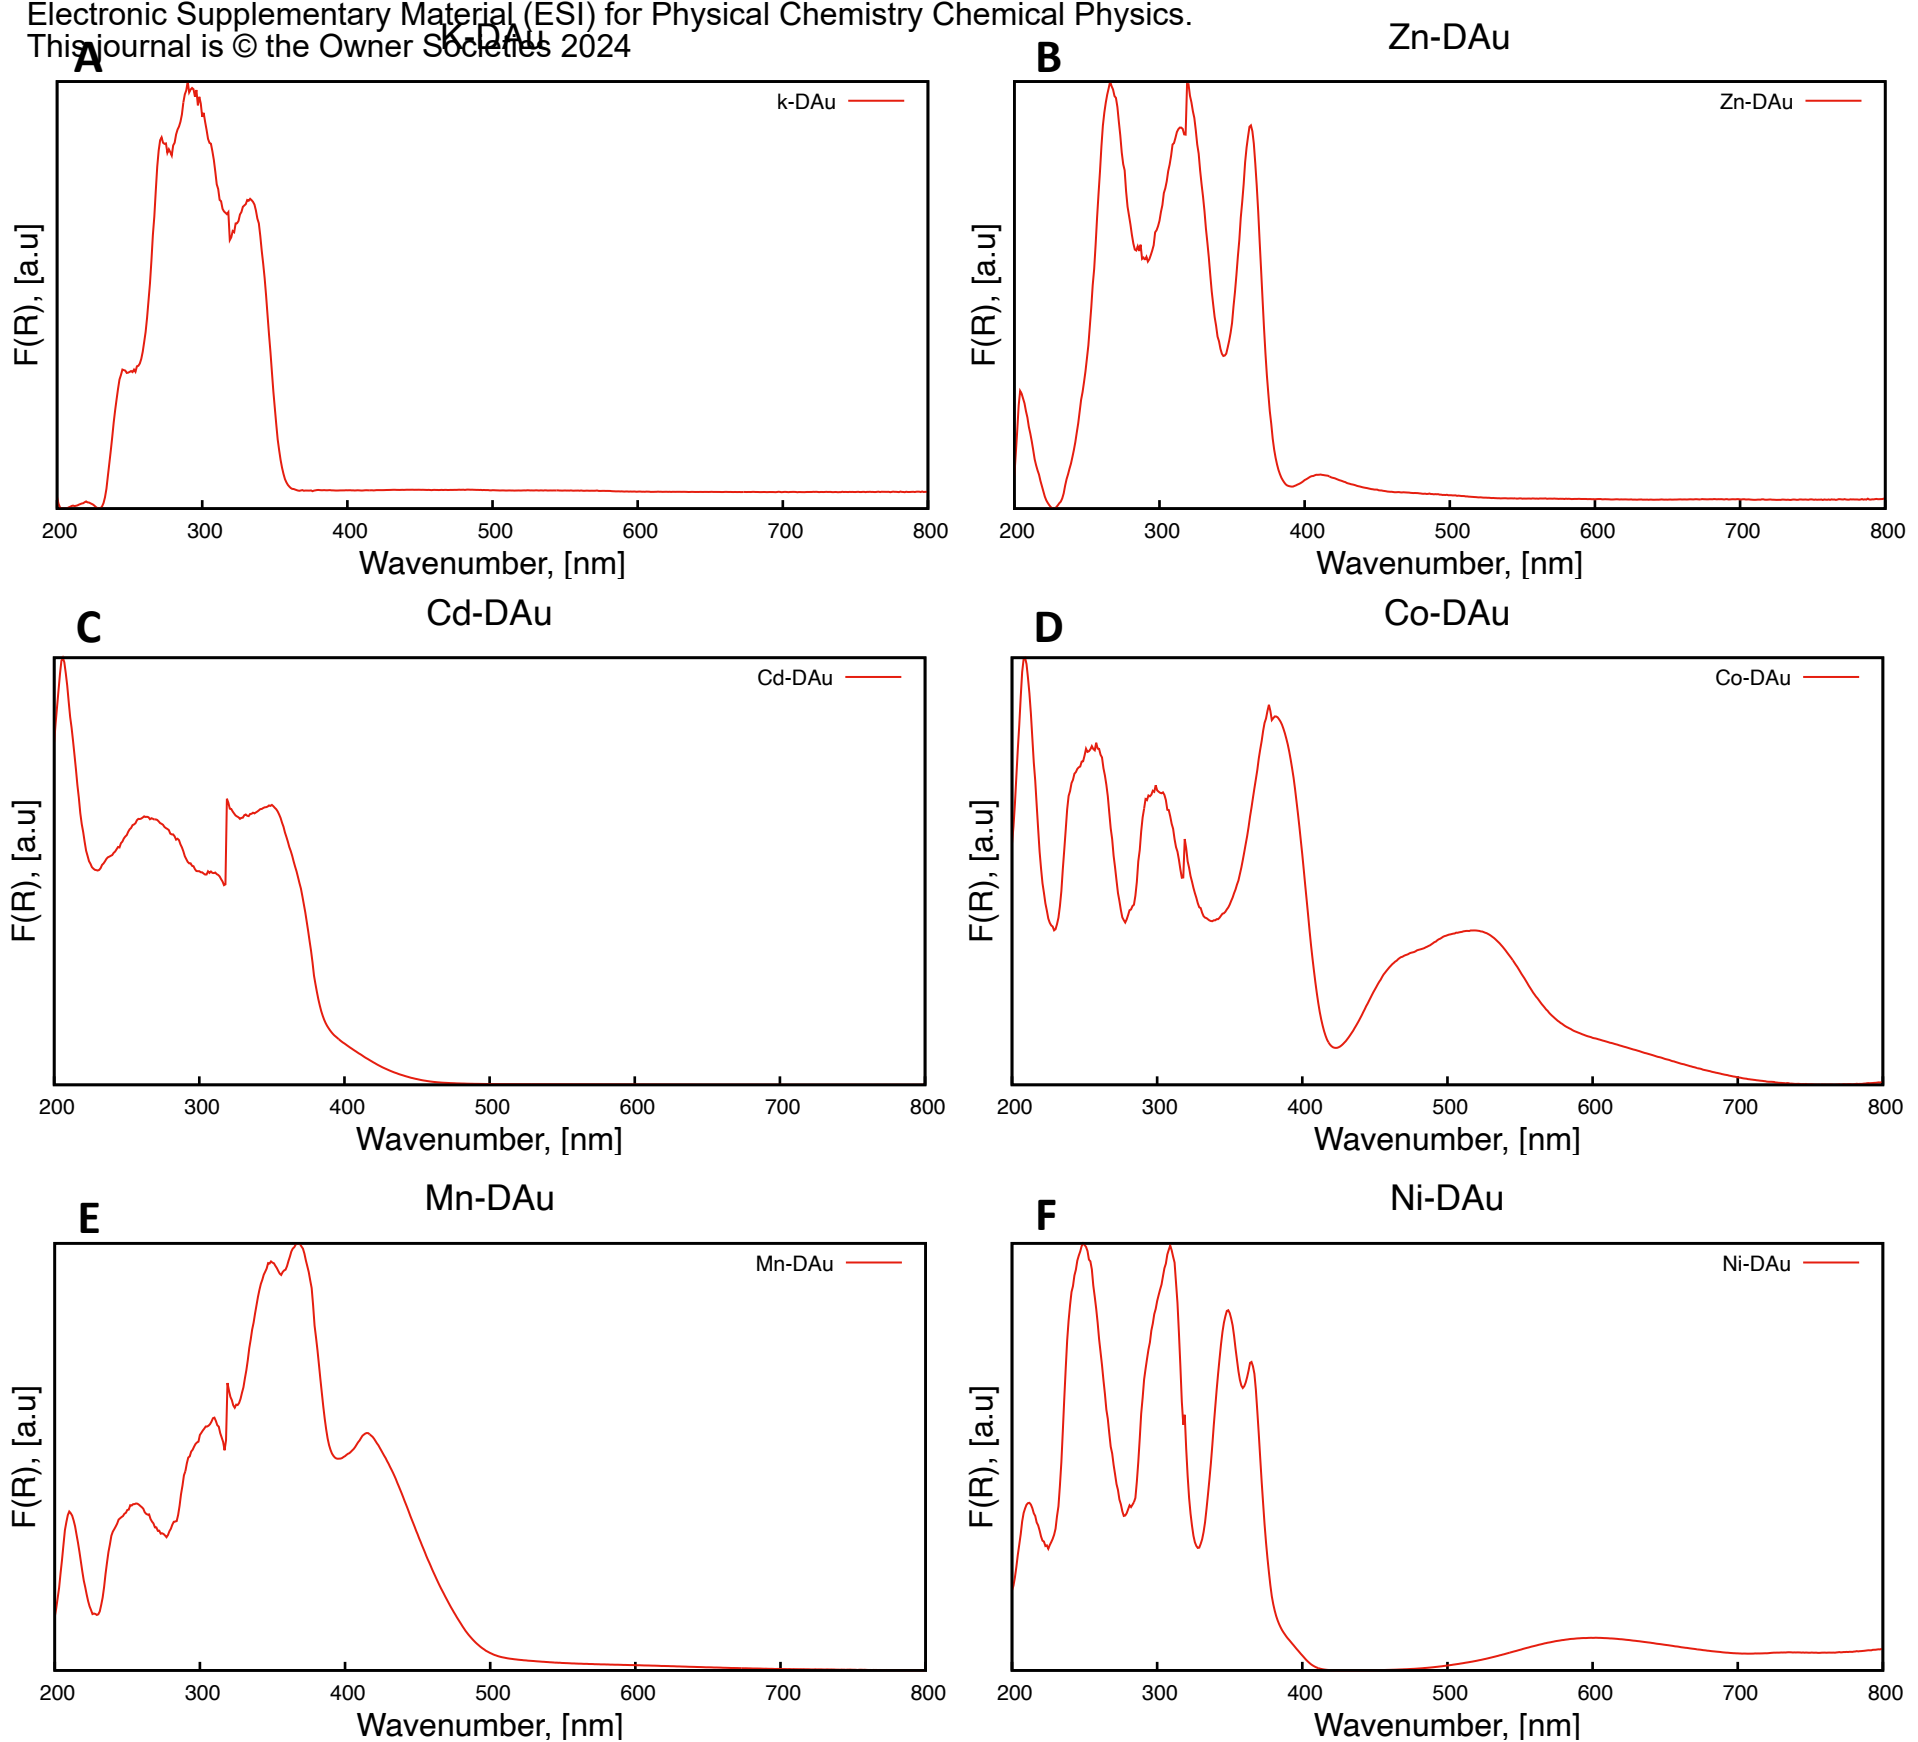 Electronic Supplementary Material (ESI) for Physical Chemistry Chemical Physics.
This journal is © the Owner Societies 2024
A
K-DAu
k-DAu
F(R), [a.u]
200 300 400 500 600 700 800
Wavenumber, [nm]
B
Zn-DAu
Zn-DAu
F(R), [a.u]
200 300 400 500 600 700 800
Wavenumber, [nm]
C
Cd-DAu
Cd-DAu
F(R), [a.u]
200 300 400 500 600 700 800
Wavenumber, [nm]
D
Co-DAu
Co-DAu
F(R), [a.u]
200 300 400 500 600 700 800
Wavenumber, [nm]
E
Mn-DAu
Mn-DAu
F(R), [a.u]
200 300 400 500 600 700 800
Wavenumber, [nm]
F
Ni-DAu
Ni-DAu
F(R), [a.u]
200 300 400 500 600 700 800
Wavenumber, [nm]